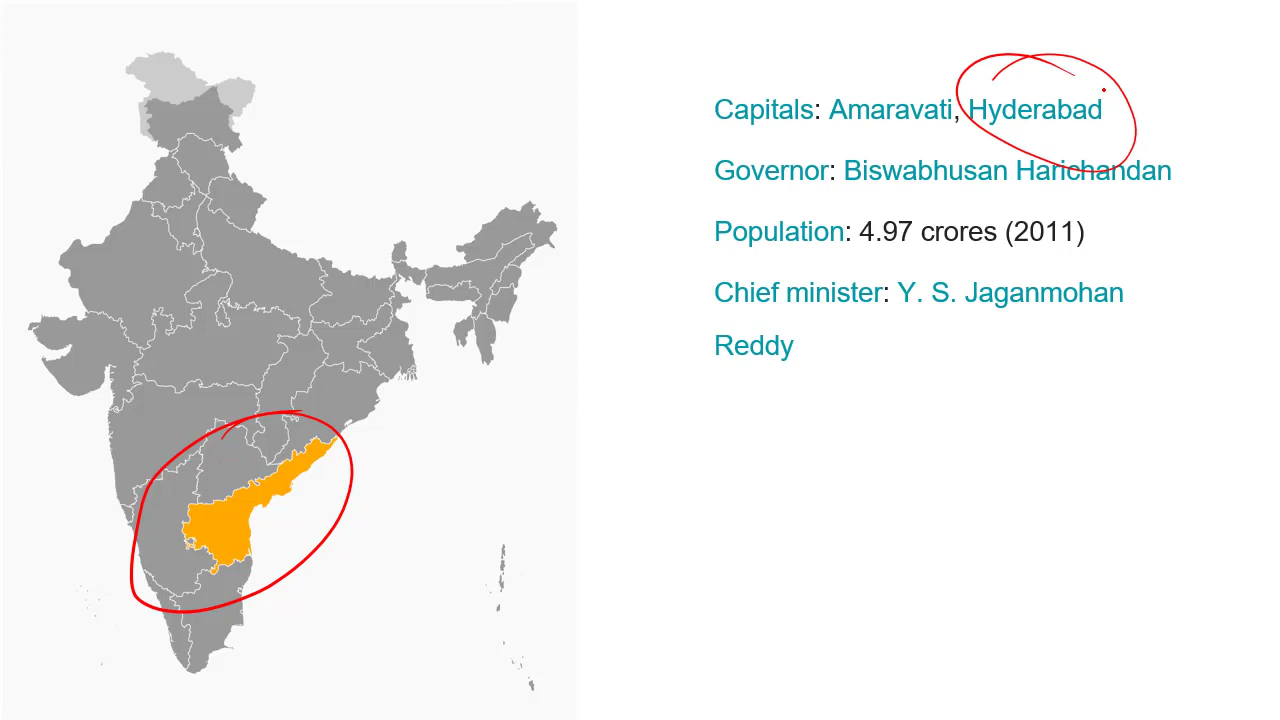 Capitals: Amaravati, Hyderabad
Governor: Biswabhusan Harichandan
Population: 4.97 crores (2011)
Chief minister: Y. S. Jaganmohan
Reddy